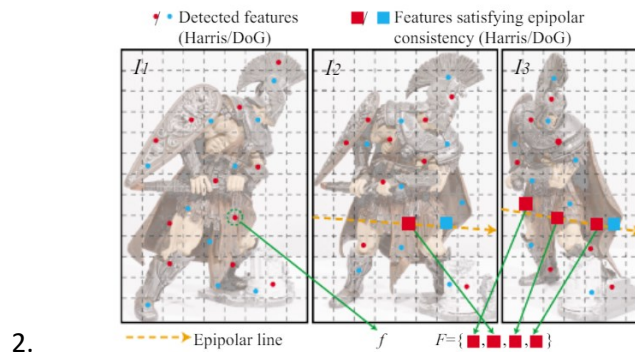 Detected features
(Harris/DoG)
Features satisfying epipolar
consistency (Harris/DoG)
I1
I2
I3
2.
Epipolar line
f
F={ , , , }